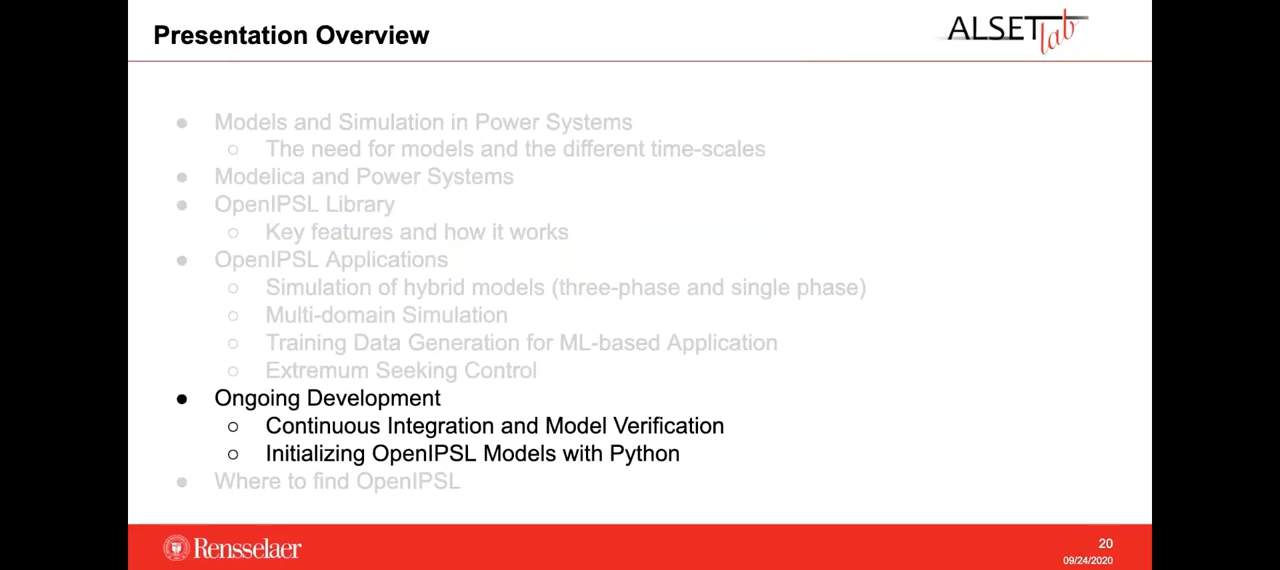 Presentation Overview
ALSETlab
● Models and Simulation in Power Systems
○ The need for models and the different time-scales
● Modelica and Power Systems
● OpenIPSL Library
○ Key features and how it works
● OpenIPSL Applications
○ Simulation of hybrid models (three-phase and single phase)
○ Multi-domain Simulation
○ Training Data Generation for ML-based Application
○ Extremum Seeking Control
● Ongoing Development
○ Continuous Integration and Model Verification
○ Initializing OpenIPSL Models with Python
● Where to find OpenIPSL
Rensselaer
20
09/24/2020